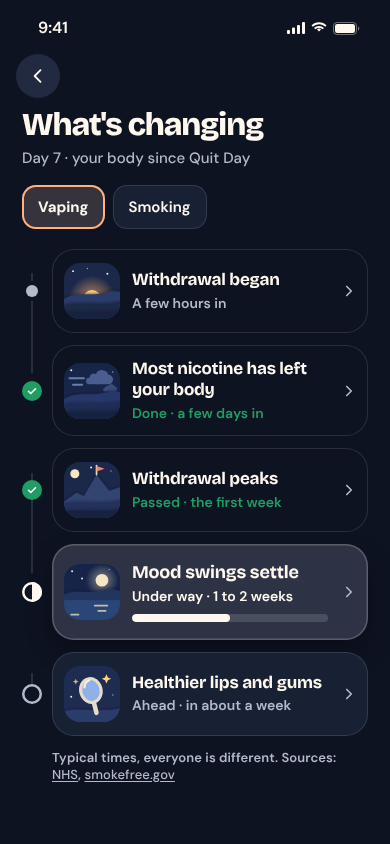 9:41
What's changing
Day 7 · your body since Quit Day
Vaping
Smoking
Withdrawal began
A few hours in
Most nicotine has left
your body
Done · a few days in
Withdrawal peaks
Passed · the first week
Mood swings settle
Under way · 1 to 2 weeks
Healthier lips and gums
Ahead · in about a week
Typical times, everyone is different. Sources:
NHS, smokefree.gov